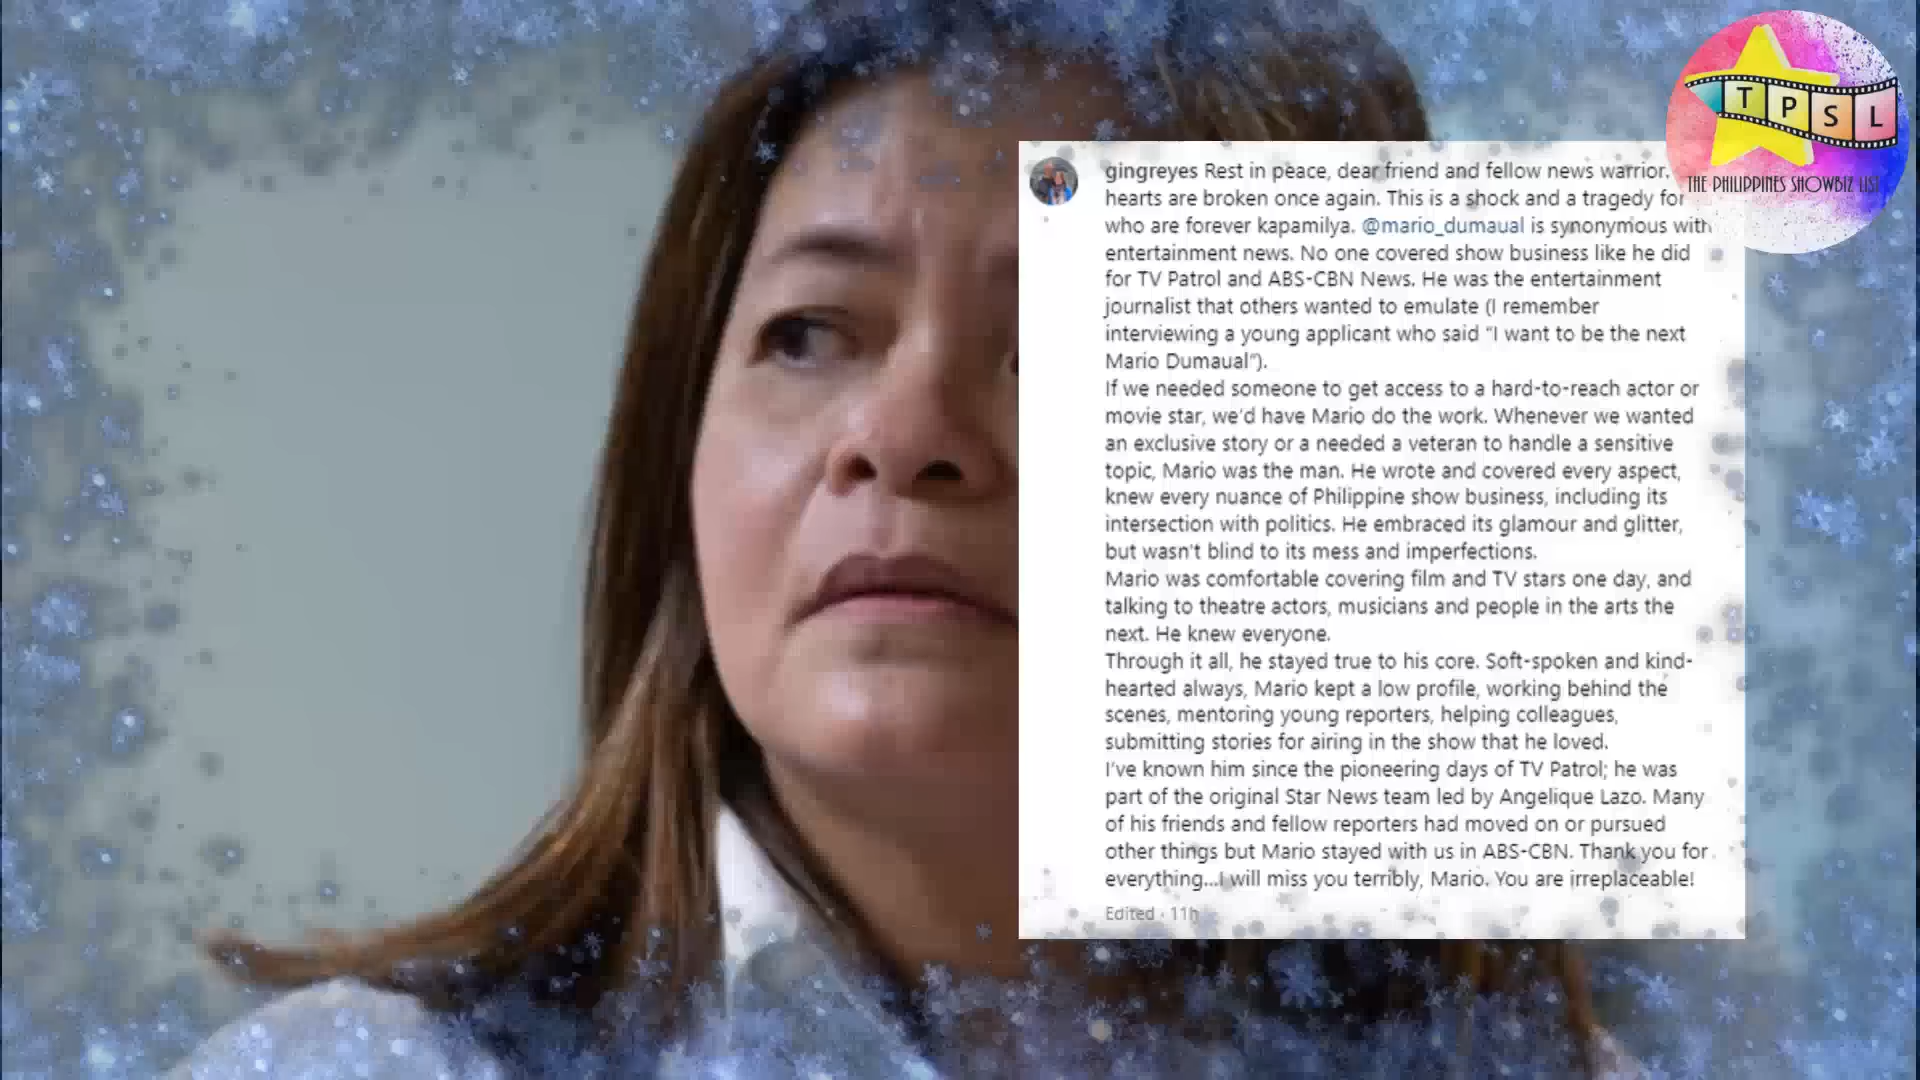 TPSL
THE PHILIPPINES SHOWBIZ LIST
gingreyes Rest in peace, dear friend and fellow news warrior.
hearts are broken once again. This is a shock and a tragedy for
who are forever kapamilya. @mario_dumaual is synonymous with
entertainment news. No one covered show business like he did
for TV Patrol and ABS-CBN News. He was the entertainment
journalist that others wanted to emulate (I remember
interviewing a young applicant who said “I want to be the next
Mario Dumaual”).
If we needed someone to get access to a hard-to-reach actor or
movie star, we’d have Mario do the work. Whenever we wanted
an exclusive story or a needed a veteran to handle a sensitive
topic, Mario was the man. He wrote and covered every aspect,
knew every nuance of Philippine show business, including its
intersection with politics. He embraced its glamour and glitter,
but wasn’t blind to its mess and imperfections.
Mario was comfortable covering film and TV stars one day, and
talking to theatre actors, musicians and people in the arts the
next. He knew everyone.
Through it all, he stayed true to his core. Soft-spoken and kind-
hearted always, Mario kept a low profile, working behind the
scenes, mentoring young reporters, helping colleagues,
submitting stories for airing in the show that he loved.
I’ve known him since the pioneering days of TV Patrol; he was
part of the original Star News team led by Angelique Lazo. Many
of his friends and fellow reporters had moved on or pursued
other things but Mario stayed with us in ABS-CBN. Thank you for
everything...I will miss you terribly, Mario. You are irreplaceable!
Edited · 11h